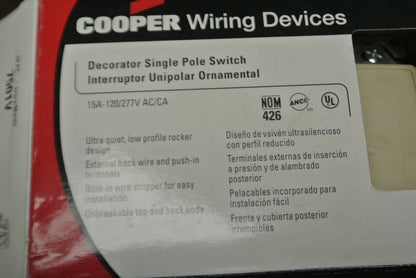 COOPER Wiring Devices
Decorator Single Pole Switch
Interruptor Unipolar Ornamental
15A-120/277V AC/CA
NOM
426
ANCE
UL
Ultra quiet, low profile rocker
design
External back wire and push-in
terminals
Built-in wire stripper for easy
installation
Unbreakable top and back body
Diseño de vaivén ultrasilencioso
con perfil reducido
Terminales externas de inserción
a presión y de alambrado
posterior
Pelacables incorporado para
instalación fácil
Frente y cubierta posterior
irrompibles